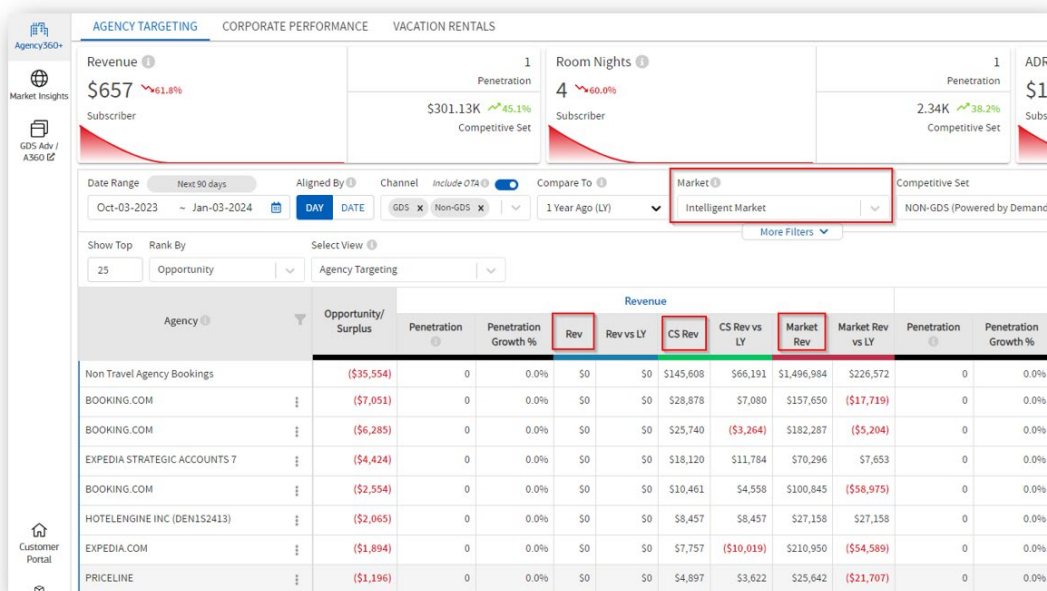 AGENCY TARGETING CORPORATE PERFORMANCE VACATION RENTALS
Agency360+
Market Insights
GDS Adv /
A360
Customer
Portal
Revenue
$657 61.8%
Subscriber
1
Penetration
$301.13K 45.1%
Competitive Set
Room Nights
4 60.0%
Subscriber
1
Penetration
2.34K 38.2%
Competitive Set
ADR
$1
Subs
Date Range Next 90 days Aligned By Channel Include OTA Compare To Market Competitive Set
Oct-03-2023 ~ Jan-03-2024 DAY DATE GDS x Non-GDS x 1 Year Ago (LY) Intelligent Market NON-GDS (Powered by Demand
More Filters
Show Top Rank By Select View
25 Opportunity Agency Targeting
Revenue
Agency Opportunity/ Surplus Penetration Penetration Growth % Rev Rev vs LY CS Rev CS Rev vs LY Market Rev Market Rev vs LY Penetration Penetration Growth %
Non Travel Agency Bookings ($35,554) 0 0.0% $0 $0 $145,608 $66,191 $1,496,984 $226,572 0 0.0%
BOOKING.COM ($7,051) 0 0.0% $0 $0 $28,878 $7,080 $157,650 ($17,719) 0 0.0%
BOOKING.COM ($6,285) 0 0.0% $0 $0 $25,740 ($3,264) $182,287 ($5,204) 0 0.0%
EXPEDIA STRATEGIC ACCOUNTS 7 ($4,424) 0 0.0% $0 $0 $18,120 $11,784 $70,296 $7,653 0 0.0%
BOOKING.COM ($2,554) 0 0.0% $0 $0 $10,461 $4,558 $100,845 ($58,975) 0 0.0%
HOTELENGINE INC (DEN1S2413) ($2,065) 0 0.0% $0 $0 $8,457 $8,457 $27,158 $27,158 0 0.0%
EXPEDIA.COM ($1,894) 0 0.0% $0 $0 $7,757 ($10,019) $210,950 ($54,589) 0 0.0%
PRICELINE ($1,196) 0 0.0% $0 $0 $4,897 $3,622 $25,642 ($21,707) 0 0.0%